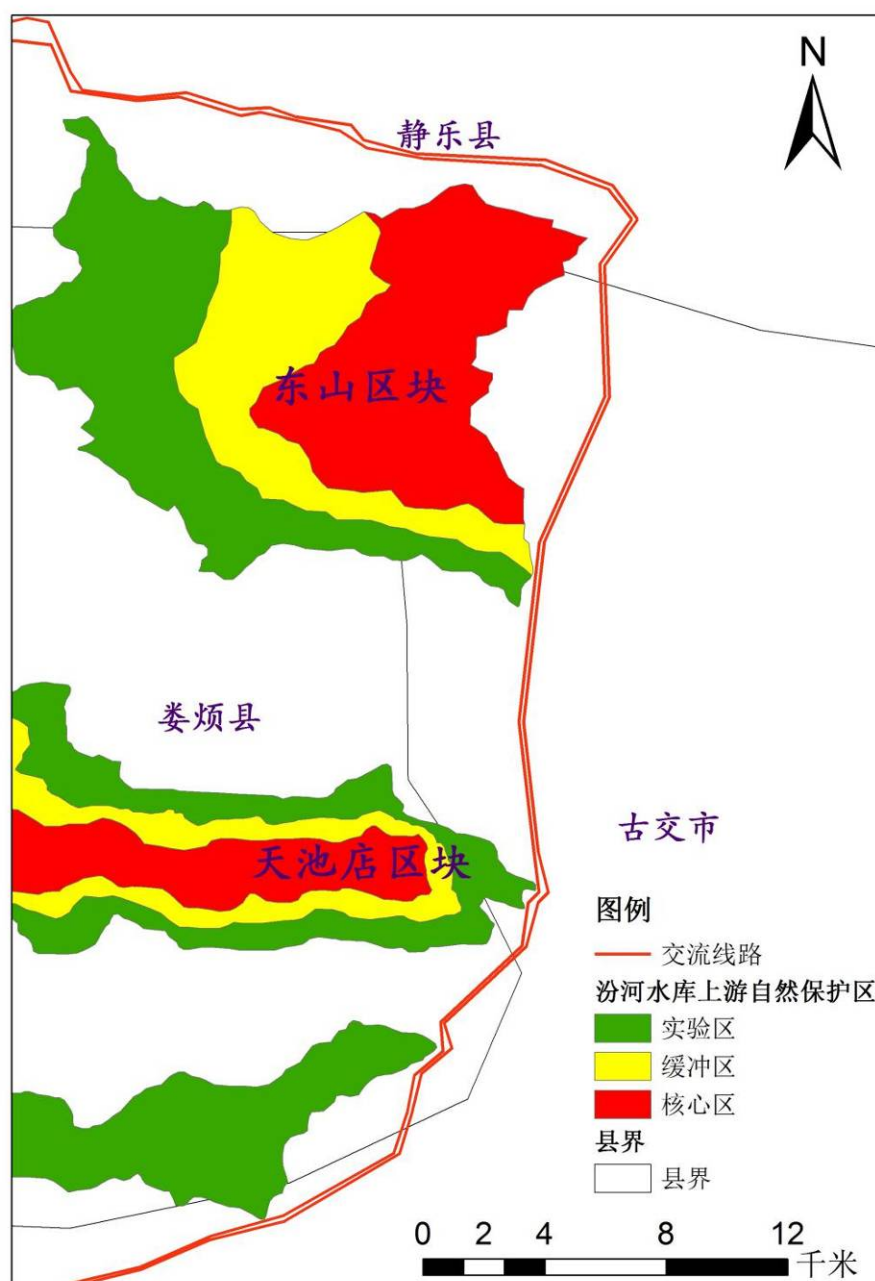 N
静乐县
东山区块
娄烦县
古交市
天池店区块
图例
交流线路
汾河水库上游自然保护区
实验区
缓冲区
核心区
县界
县界
0 2 4 8 12
千米